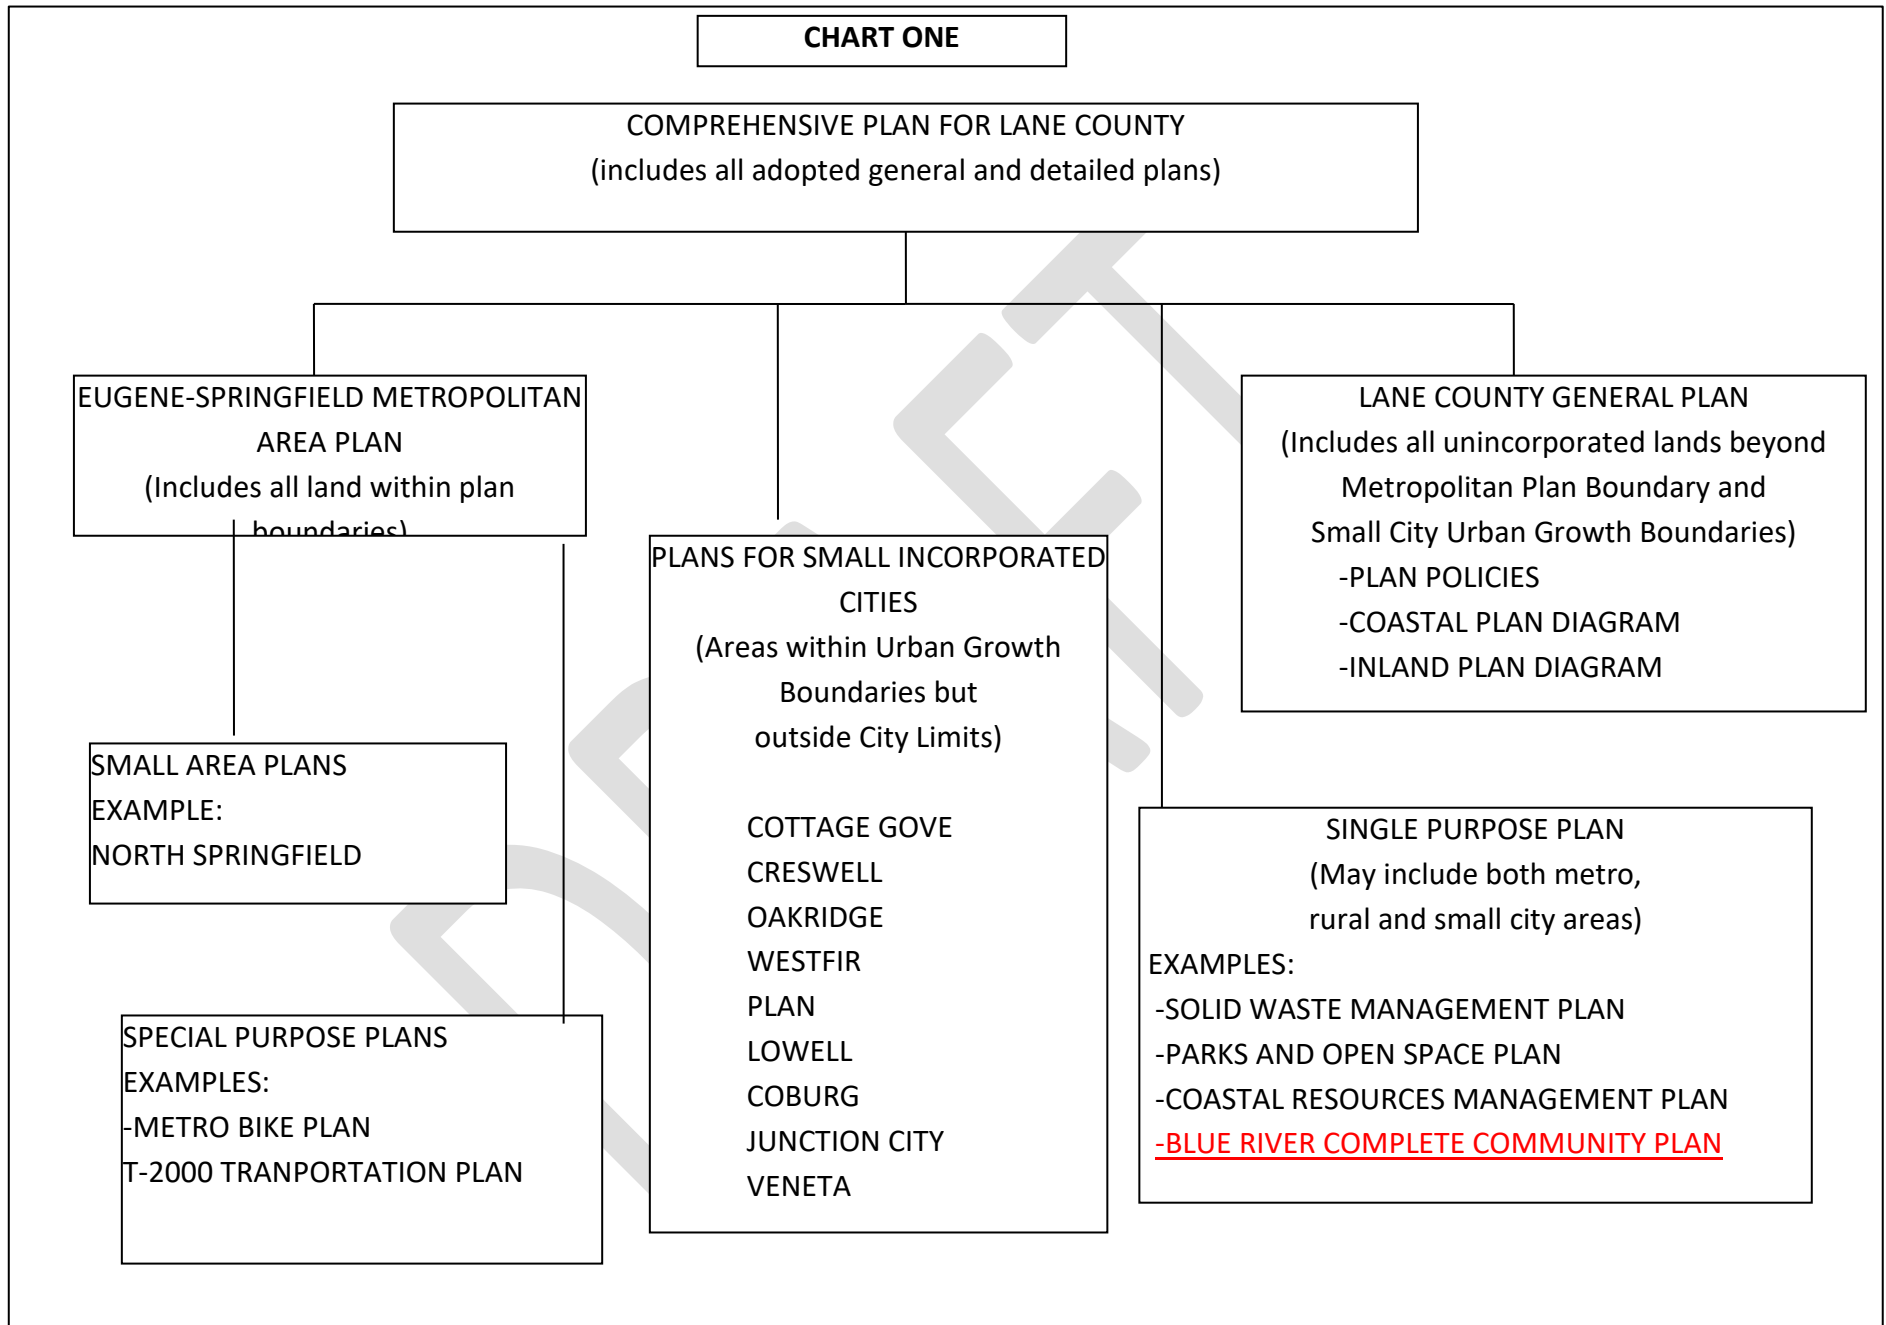 CHART ONE
COMPREHENSIVE PLAN FOR LANE COUNTY
(includes all adopted general and detailed plans)
EUGENE-SPRINGFIELD METROPOLITAN
AREA PLAN
(Includes all land within plan
boundaries)
SMALL AREA PLANS
EXAMPLE:
NORTH SPRINGFIELD
SPECIAL PURPOSE PLANS
EXAMPLES:
-METRO BIKE PLAN
T-2000 TRANPORTATION PLAN
PLANS FOR SMALL INCORPORATED
CITIES
(Areas within Urban Growth
Boundaries but
outside City Limits)
COTTAGE GOVE
CRESWELL
OAKRIDGE
WESTFIR
PLAN
LOWELL
COBURG
JUNCTION CITY
VENETA
LANE COUNTY GENERAL PLAN
(Includes all unincorporated lands beyond
Metropolitan Plan Boundary and
Small City Urban Growth Boundaries)
-PLAN POLICIES
-COASTAL PLAN DIAGRAM
-INLAND PLAN DIAGRAM
SINGLE PURPOSE PLAN
(May include both metro,
rural and small city areas)
EXAMPLES:
-SOLID WASTE MANAGEMENT PLAN
-PARKS AND OPEN SPACE PLAN
-COASTAL RESOURCES MANAGEMENT PLAN
-BLUE RIVER COMPLETE COMMUNITY PLAN
DRAFT